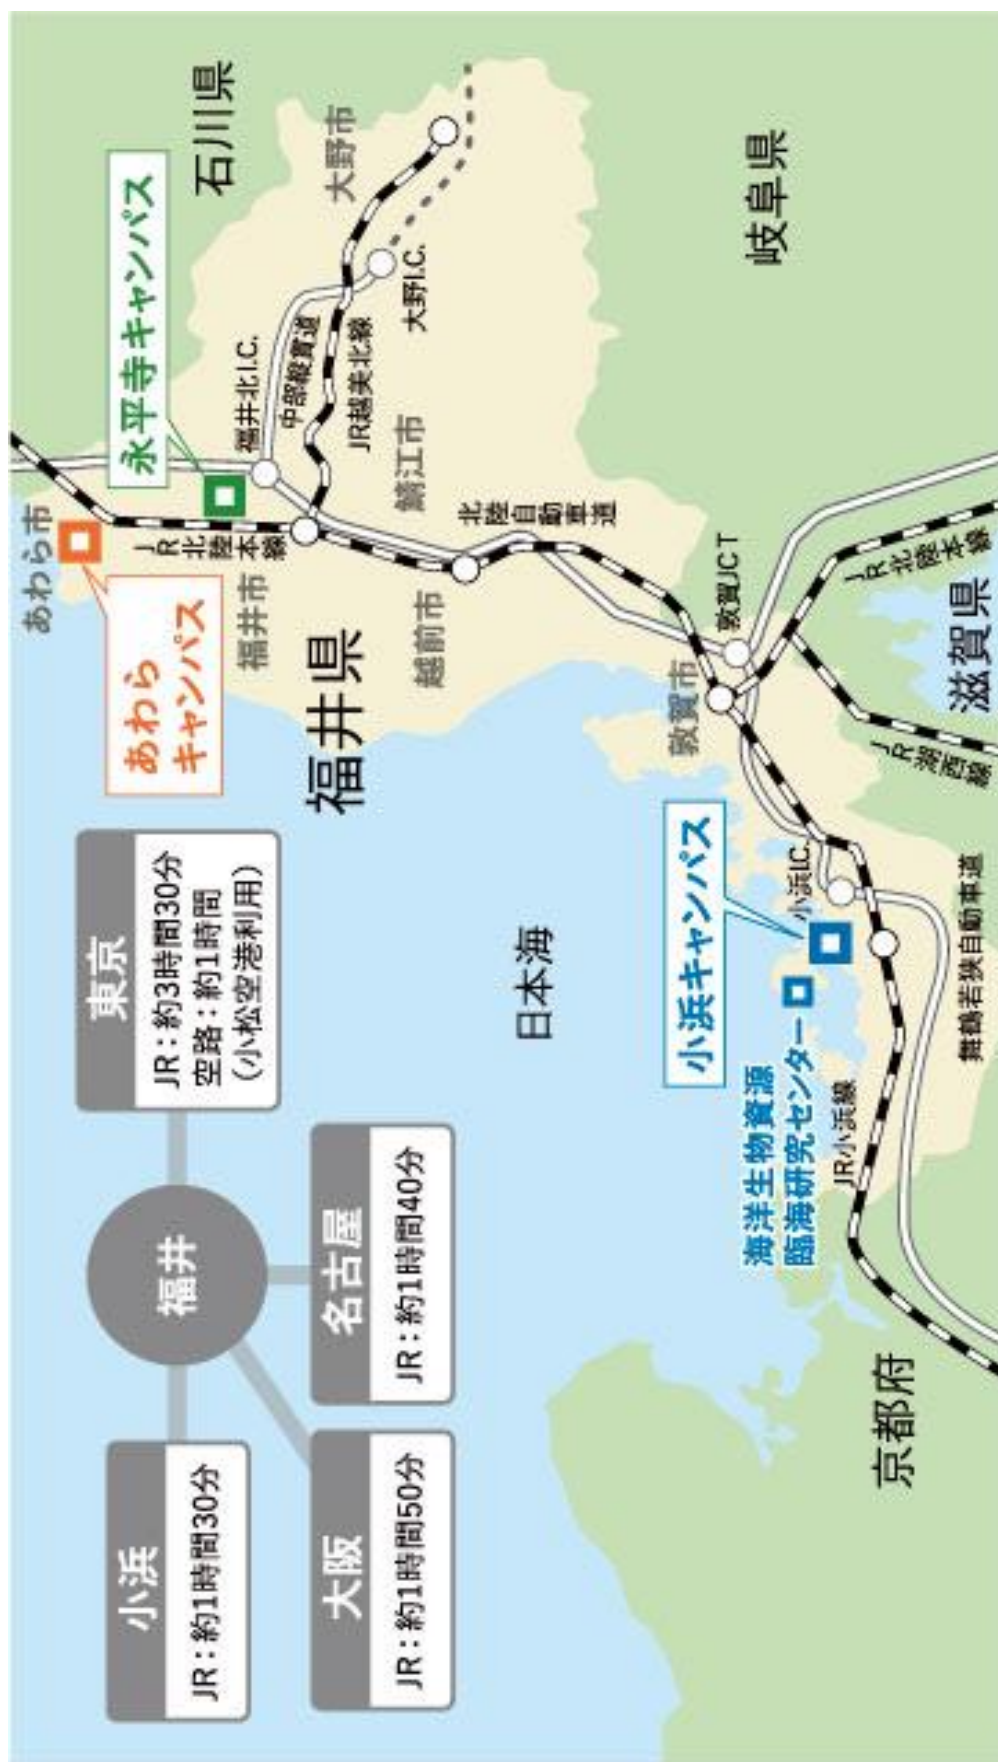 小浜
JR：約1時間30分
福井
東京
JR：約3時間30分
空路：約1時間
（小松空港利用）
大阪
JR：約1時間50分
名古屋
JR：約1時間40分
あわら市
あわら
キャンパス
永平寺キャンパス
石川県
JR北陸本線
福井市
福井北I.C.
中部縦貫道
大野市
JR越美北線
大野I.C.
福井県
鯖江市
越前市
北陸自動車道
日本海
敦賀市
敦賀JCT
岐阜県
小浜キャンパス
小浜I.C.
海洋生物資源
臨海研究センター
JR小浜線
舞鶴若狭自動車道
JR湖西線
JR北陸本線
滋賀県
京都府